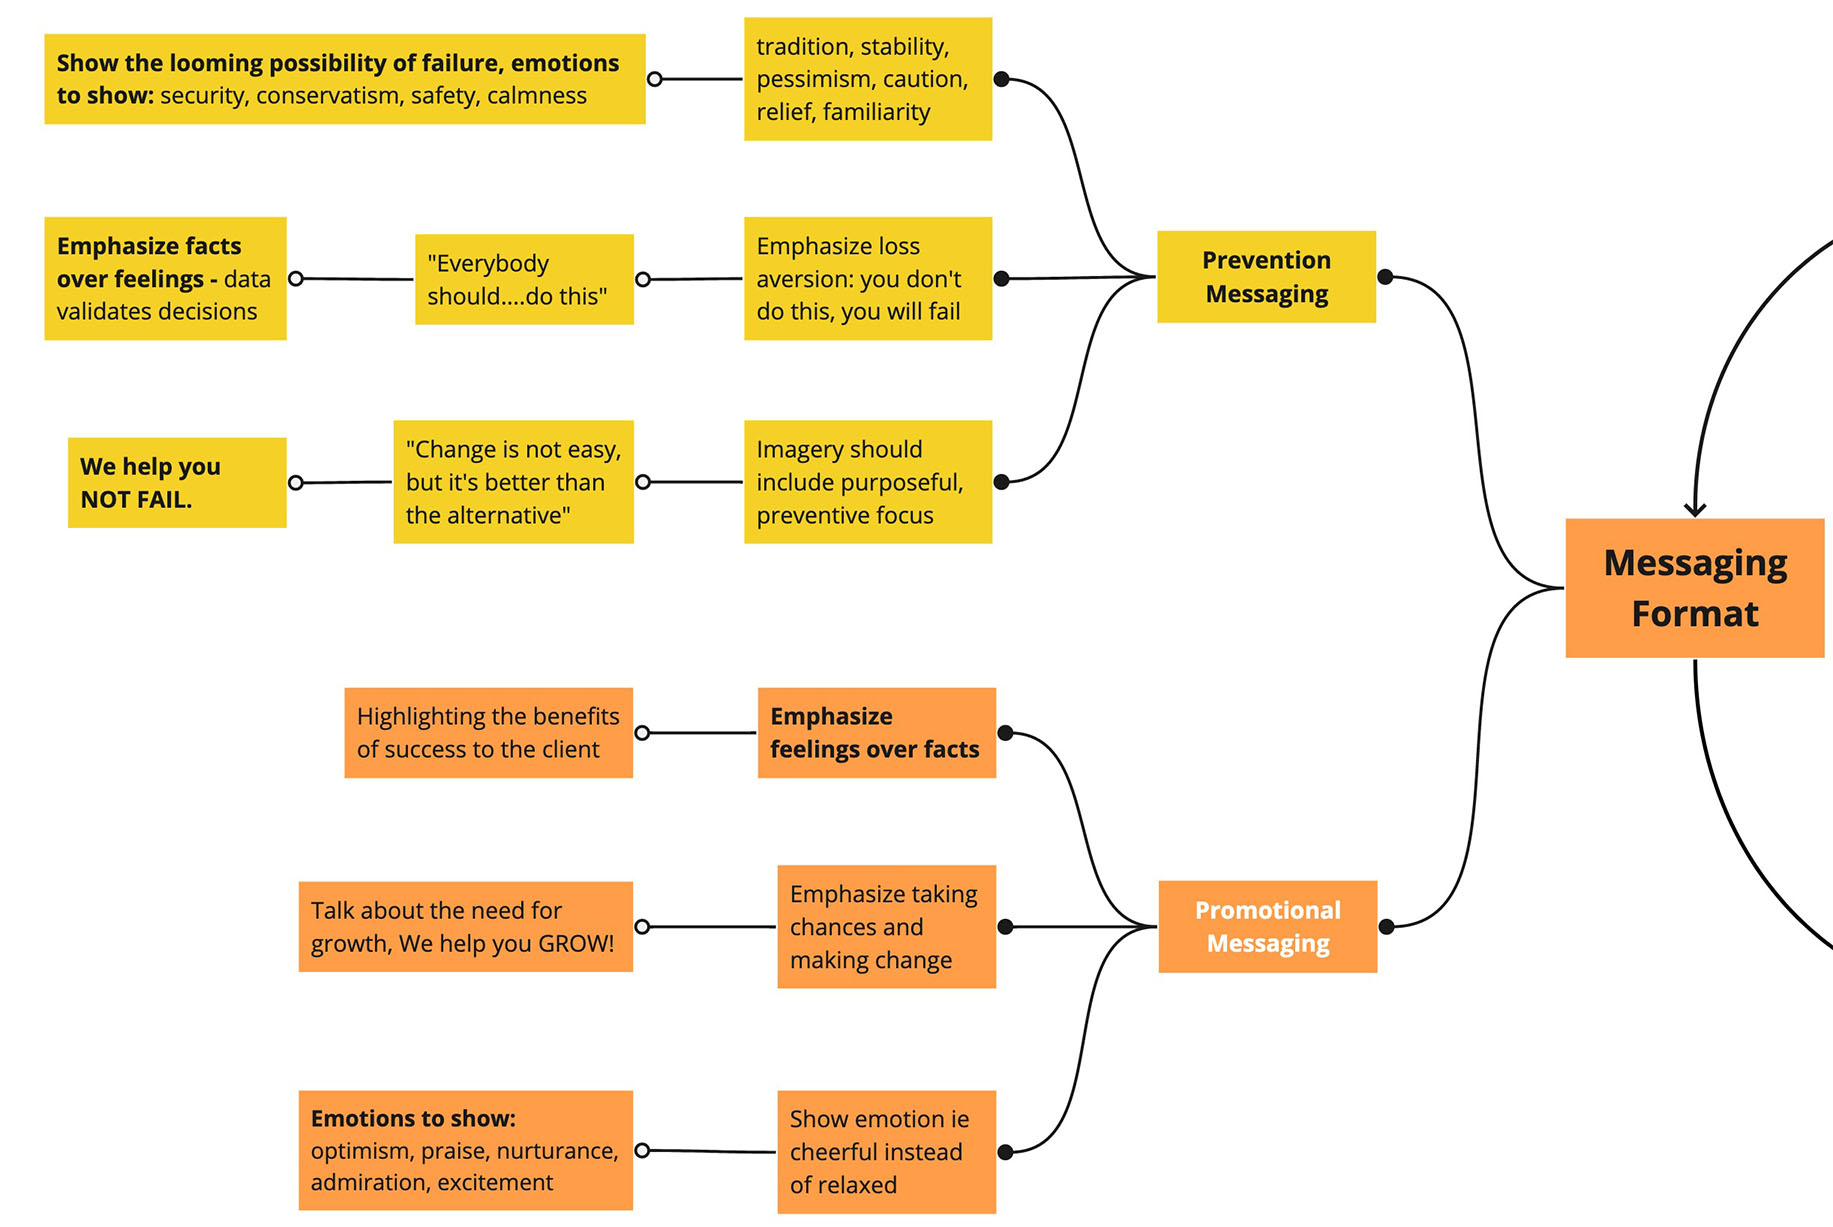 Show the looming possibility of failure, emotions
to show: security, conservatism, safety, calmness
tradition, stability,
pessimism, caution,
relief, familiarity
Emphasize facts
over feelings - data
validates decisions
"Everybody
should....do this"
Emphasize loss
aversion: you don't
do this, you will fail
Prevention
Messaging
We help you
NOT FAIL.
"Change is not easy,
but it's better than
the alternative"
Imagery should
include purposeful,
preventive focus
Messaging
Format
Highlighting the benefits
of success to the client
Emphasize
feelings over facts
Talk about the need for
growth, We help you GROW!
Emphasize taking
chances and
making change
Promotional
Messaging
Emotions to show:
optimism, praise, nurturance,
admiration, excitement
Show emotion ie
cheerful instead
of relaxed